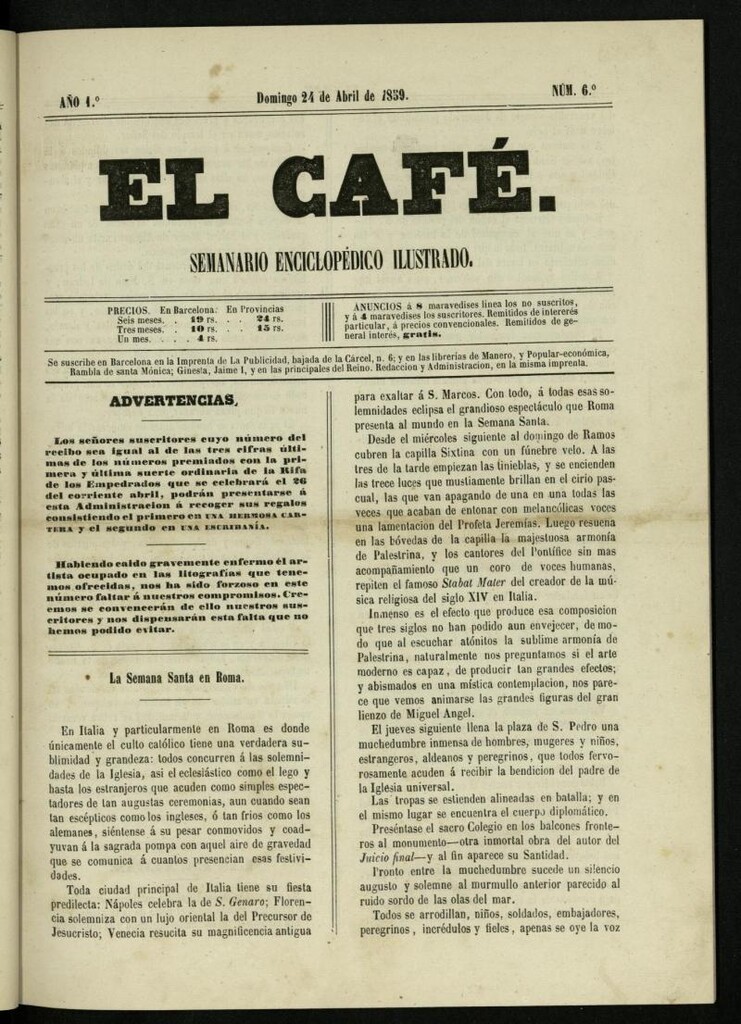 AÑO 1.º
Domingo 24 de Abril de 1859.
NÚM. 6.º
EL CAFÉ.
SEMANARIO ENCICLOPÉDICO ILUSTRADO.
PRECIOS. En Barcelona: En Provincias
Seis meses. . 19 rs. . . 24 rs.
Tres meses. . 10 rs. . . 15 rs.
Un mes. . . . 4 rs.
ANUNCIOS á 8 maravedises linea los no suscritos,
y á 4 maravedises los suscritores. Remitidos de intererés
particular, á precios convencionales. Remitidos de ge-
neral interés, gratis.
Se suscribe en Barcelona en la Imprenta de La Publicidad, bajada de la Cárcel, n. 6; y en las librerias de Manero, y Popular-económica,
Rambla de santa Mónica; Ginesta, Jaime I, y en las principales del Reino. Redaccion y Administracion, en la misma imprenta.
ADVERTENCIAS,
Los señores suscritores cuyo número del
recibo sea igual al de las tres cifras últi-
mas de los números premiados con la pri-
mera y última suerte ordinaria de la Rifa
de los Empedrados que se celebrará el 26
del corriente abril, podrán presentarse á
esta Administracion á recoger sus regalos
consistiendo el primero en UNA HERMOSA CAR-
TERA y el segundo en UNA ESCRIBANÍA.
Habiendo caido gravemente enfermo él ar-
tista ocupado en las litografías que tene-
mos ofrecidas, nos ha sido forzoso en este
número faltar á nuestros compromisos. Cre-
emos se convencerán de ello nuestros sus-
critores y nos dispensarán esta falta que no
hemos podido evitar.
La Semana Santa en Roma.
En Italia y particularmente en Roma es donde
únicamente el culto católico tiene una verdadera su-
blimidad y grandeza: todos concurren á las solemni-
dades de la Iglesia, asi el eclesiástico como el lego y
hasta los estranjeros que acuden como simples espec-
tadores de tan augustas ceremonias, aun cuando sean
tan escépticos como los ingleses, ó tan frios como los
alemanes, siéntense á su pesar conmovidos y coad-
yuvan á la sagrada pompa con aquel aire de gravedad
que se comunica á cuantos presencian esas festivi-
dades.
Toda ciudad principal de Italia tiene su fiesta
predilecta: Nápoles celebra la de S. Genaro; Floren-
cia solemniza con un lujo oriental la del Precursor de
Jesucristo; Venecia resucita su magnificencia antigua
para exaltar á S. Marcos. Con todo, á todas esas so-
lemnidades eclipsa el grandioso espectáculo que Roma
presenta al mundo en la Semana Santa.
Desde el miércoles siguiente al domingo de Ramos
cubren la capilla Sixtina con un fúnebre velo. A las
tres de la tarde empiezan las tinieblas, y se encienden
las trece luces que mustiamente brillan en el cirio pas-
cual, las que van apagando de una en una todas las
veces que acaban de entonar con melancólicas voces
una lamentacion del Profeta Jeremías. Luego resuena
en las bóvedas de la capilla la majestuosa armonía
de Palestrina, y los cantores del Pontífice sin mas
acompañamiento que un coro de voces humanas,
repiten el famoso Stabat Mater del creador de la mú-
sica religiosa del siglo XIV en Italia.
Inmenso es el efecto que produce esa composicion
que tres siglos no han podido aun envejecer, de mo-
do que al escuchar atónitos la sublime armonía de
Palestrina, naturalmente nos preguntamos si el arte
moderno es capaz, de producir tan grandes efectos;
y abismados en una mística contemplacion, nos pare-
ce que vemos animarse las grandes figuras del gran
lienzo de Miguel Angel.
El jueves siguiente llena la plaza de S. Pedro una
muchedumbre inmensa de hombres, mugeres y niños,
estrangeros, aldeanos y peregrinos, que todos fervo-
rosamente acuden á recibir la bendicion del padre de
la Iglésia universal.
Las tropas se estienden alineadas en batalla; y en
el mismo lugar se encuentra el cuerpo diplomático.
Preséntase el sacro Colegio en los balcones fronte-
ros al monumento—otra inmortal obra del autor del
Juicio final—y al fin aparece su Santidad.
Pronto entre la muchedumbre sucede un silencio
augusto y solemne al murmullo anterior parecido al
ruido sordo de las olas del mar.
Todos se arrodillan, niños, soldados, embajadores,
peregrinos, incrédulos y fieles, apenas se oye la voz